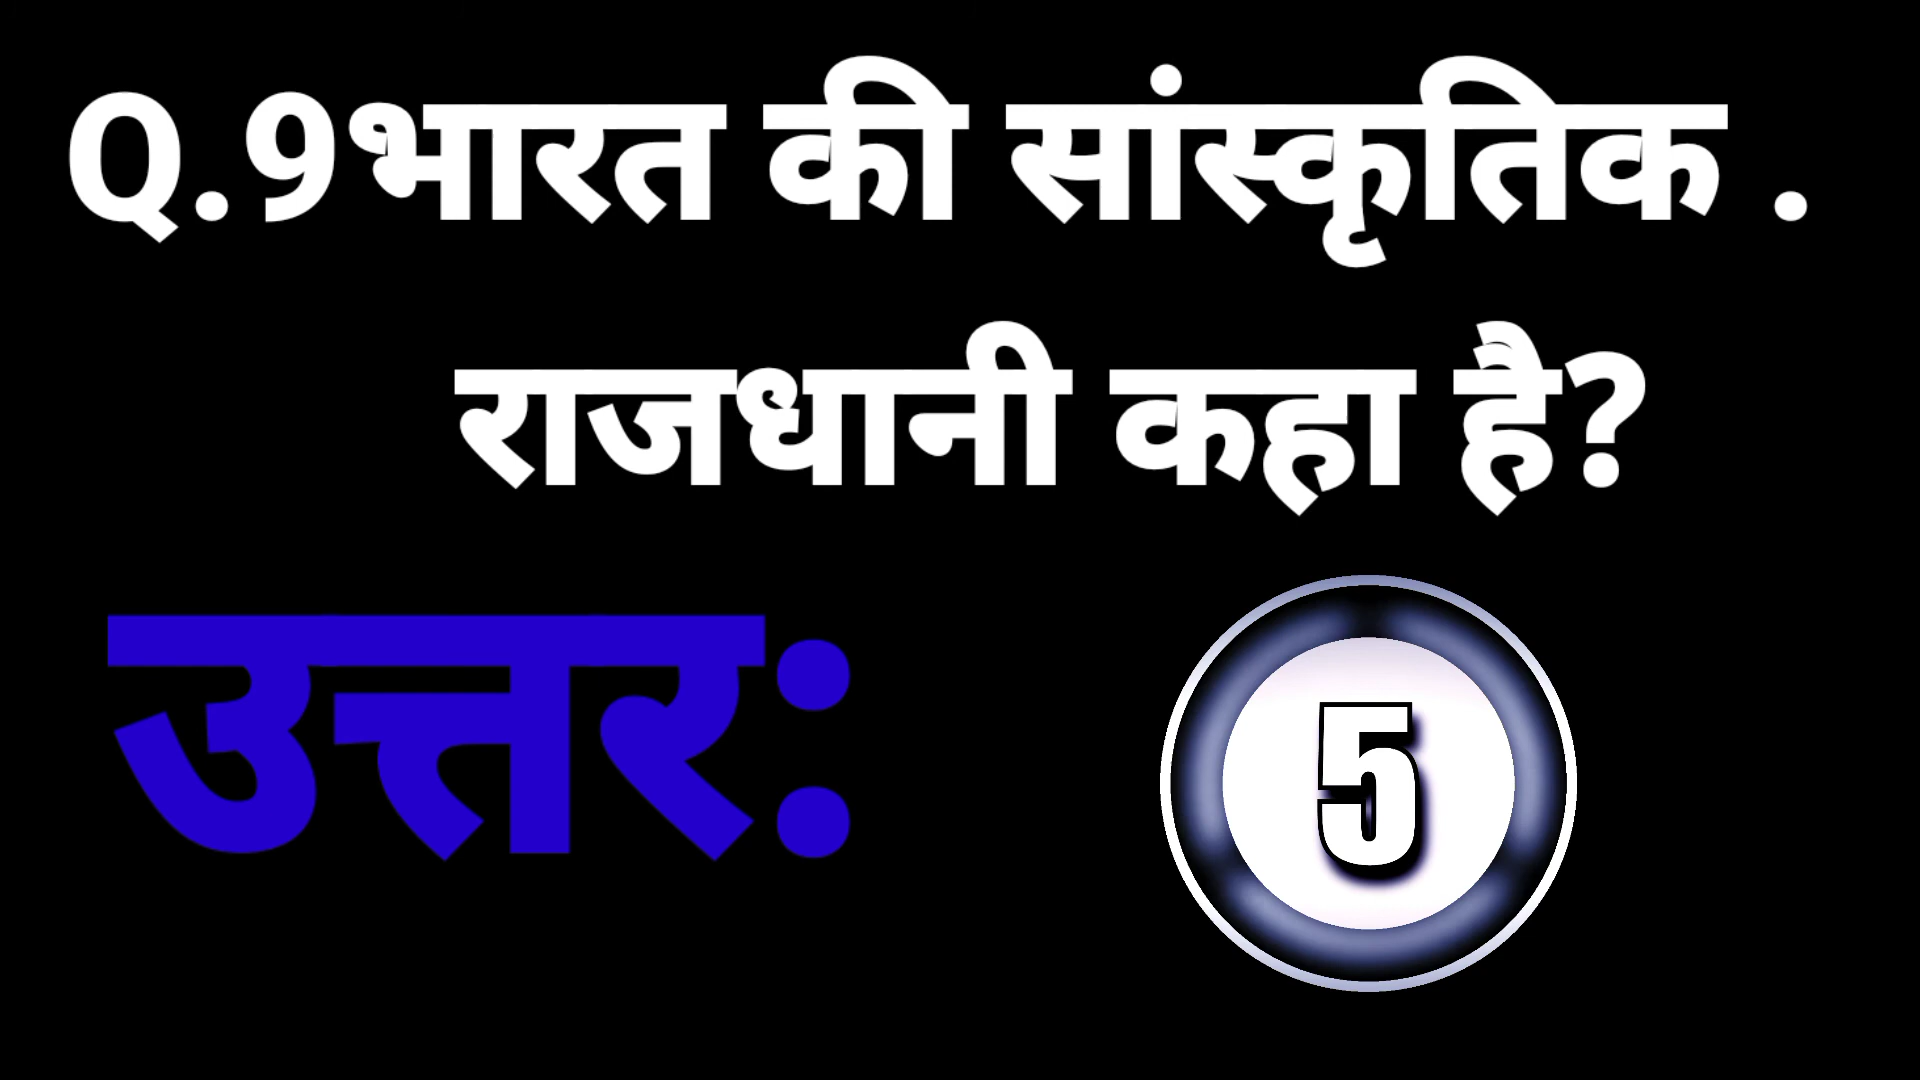 Q.9भारत की सांस्कृतिक .
राजधानी कहा है?
उत्तर:
5